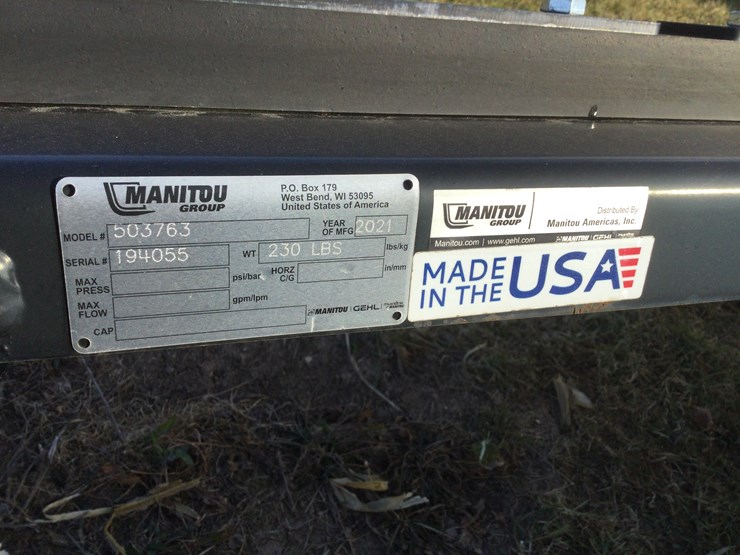 MANITOU
GROUP
P.O. Box 179
West Bend, WI 53095
United States of America
MODEL # 503763
YEAR OF MFG 2021
SERIAL # 194055
WT 230 LBS lbs/kg
MAX PRESS psi/bar
HORZ C/G in/mm
MAX FLOW gpm/lpm
MANITOU GEHL
CAP
MANITOU
GROUP
Distributed By
Manitou Americas, Inc.
Manitou.com | www.gehl.com
MANITOU GEHL
MADE IN THE USA